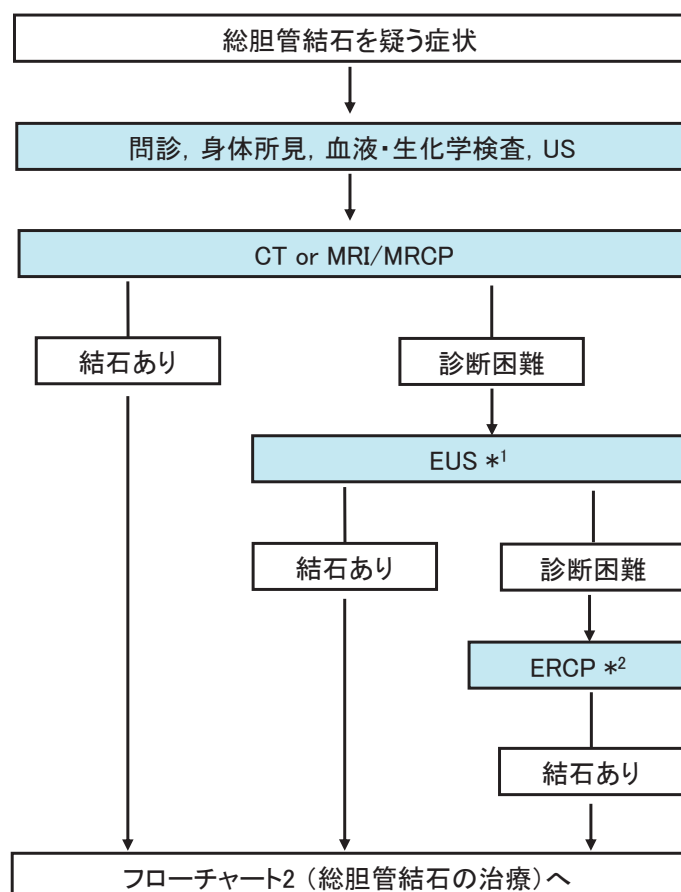 総胆管結石を疑う症状
問診，身体所見，血液・生化学検査，US
CT or MRI/MRCP
結石あり
診断困難
EUS *1
結石あり
診断困難
ERCP *2
結石あり
フローチャート2 （総胆管結石の治療）へ